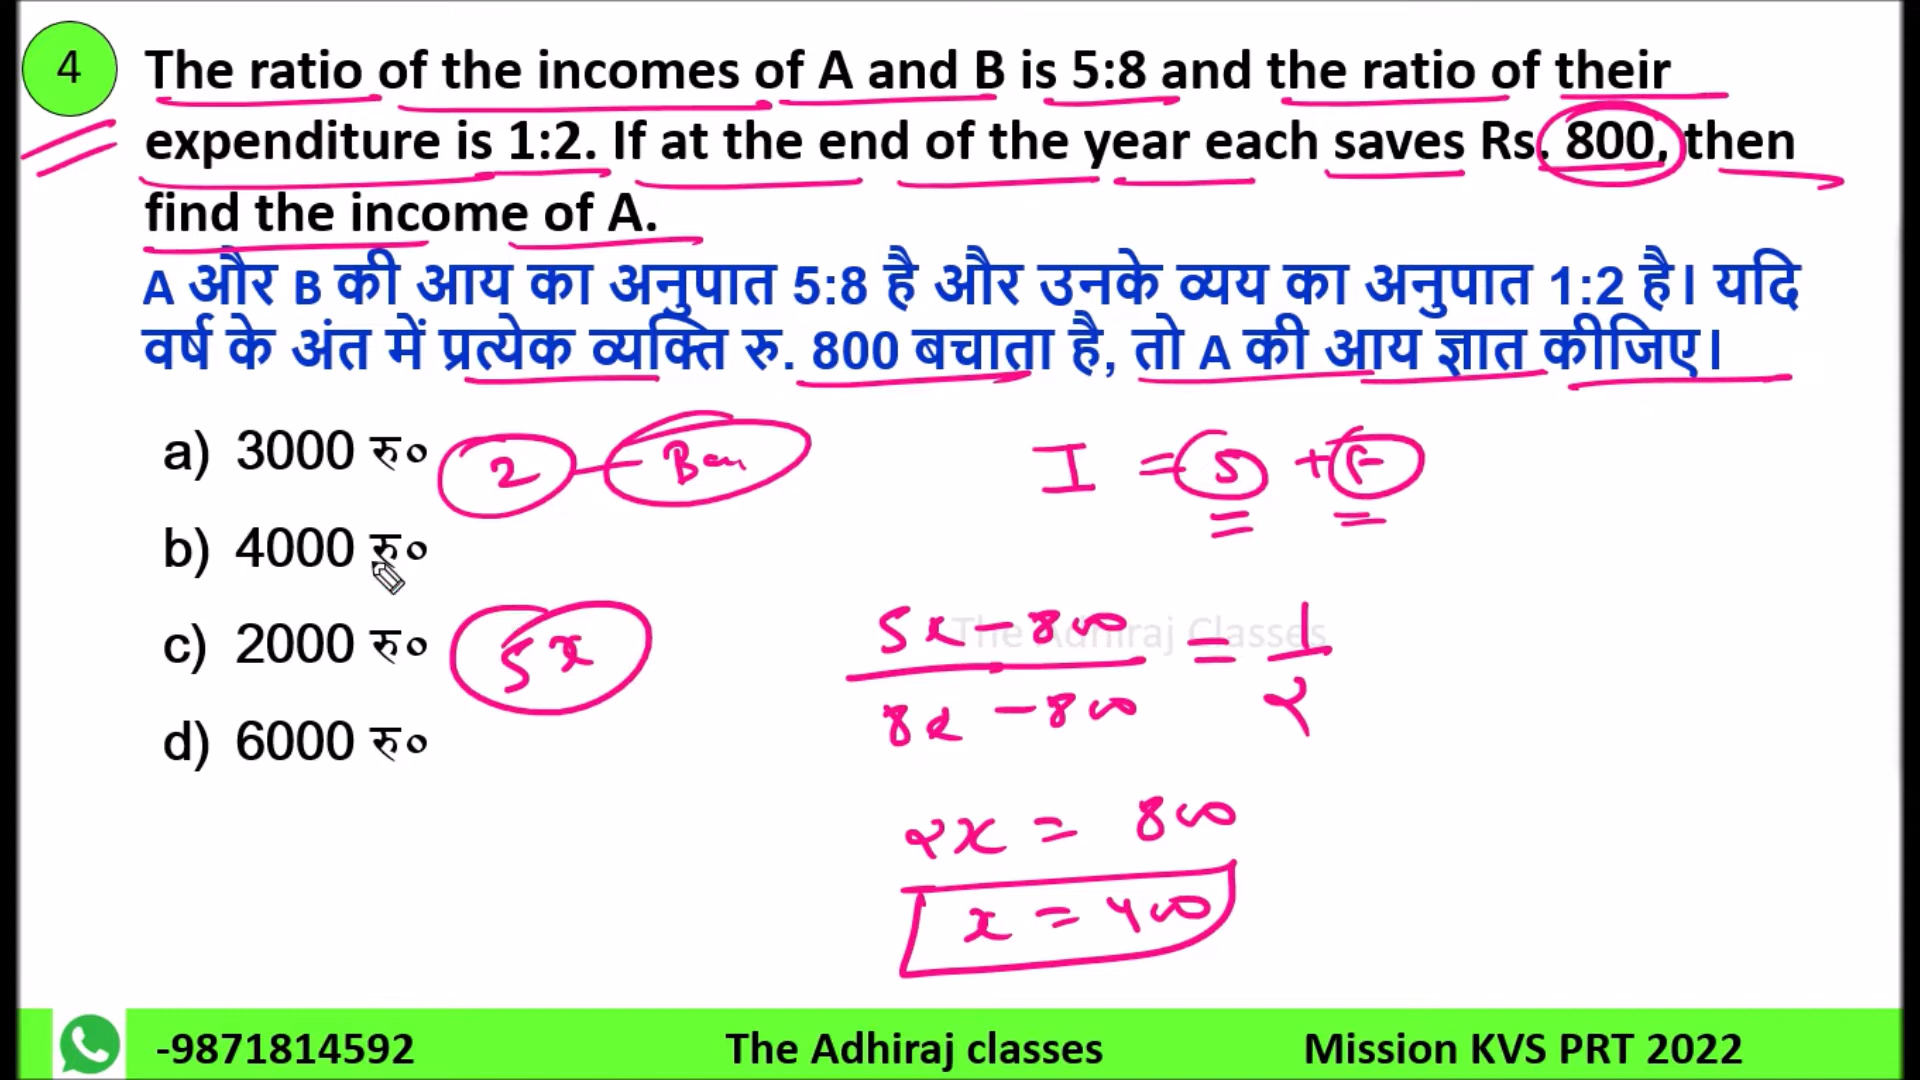 4
The ratio of the incomes of A and B is 5:8 and the ratio of their
expenditure is 1:2. If at the end of the year each saves Rs. 800, then
find the income of A.
A और B की आय का अनुपात 5:8 है और उनके व्यय का अनुपात 1:2 है। यदि
वर्ष के अंत में प्रत्येक व्यक्ति रु. 800 बचाता है, तो A की आय ज्ञात कीजिए।
a) 3000 रु०
2
I = S +
b) 4000 रु०
c) 2000 रु०
5x
The Adhiraj Classes
5x - 800
8x - 800
= 1
2
d) 6000 रु०
2x = 800
x = 400
-9871814592 The Adhiraj classes Mission KVS PRT 2022